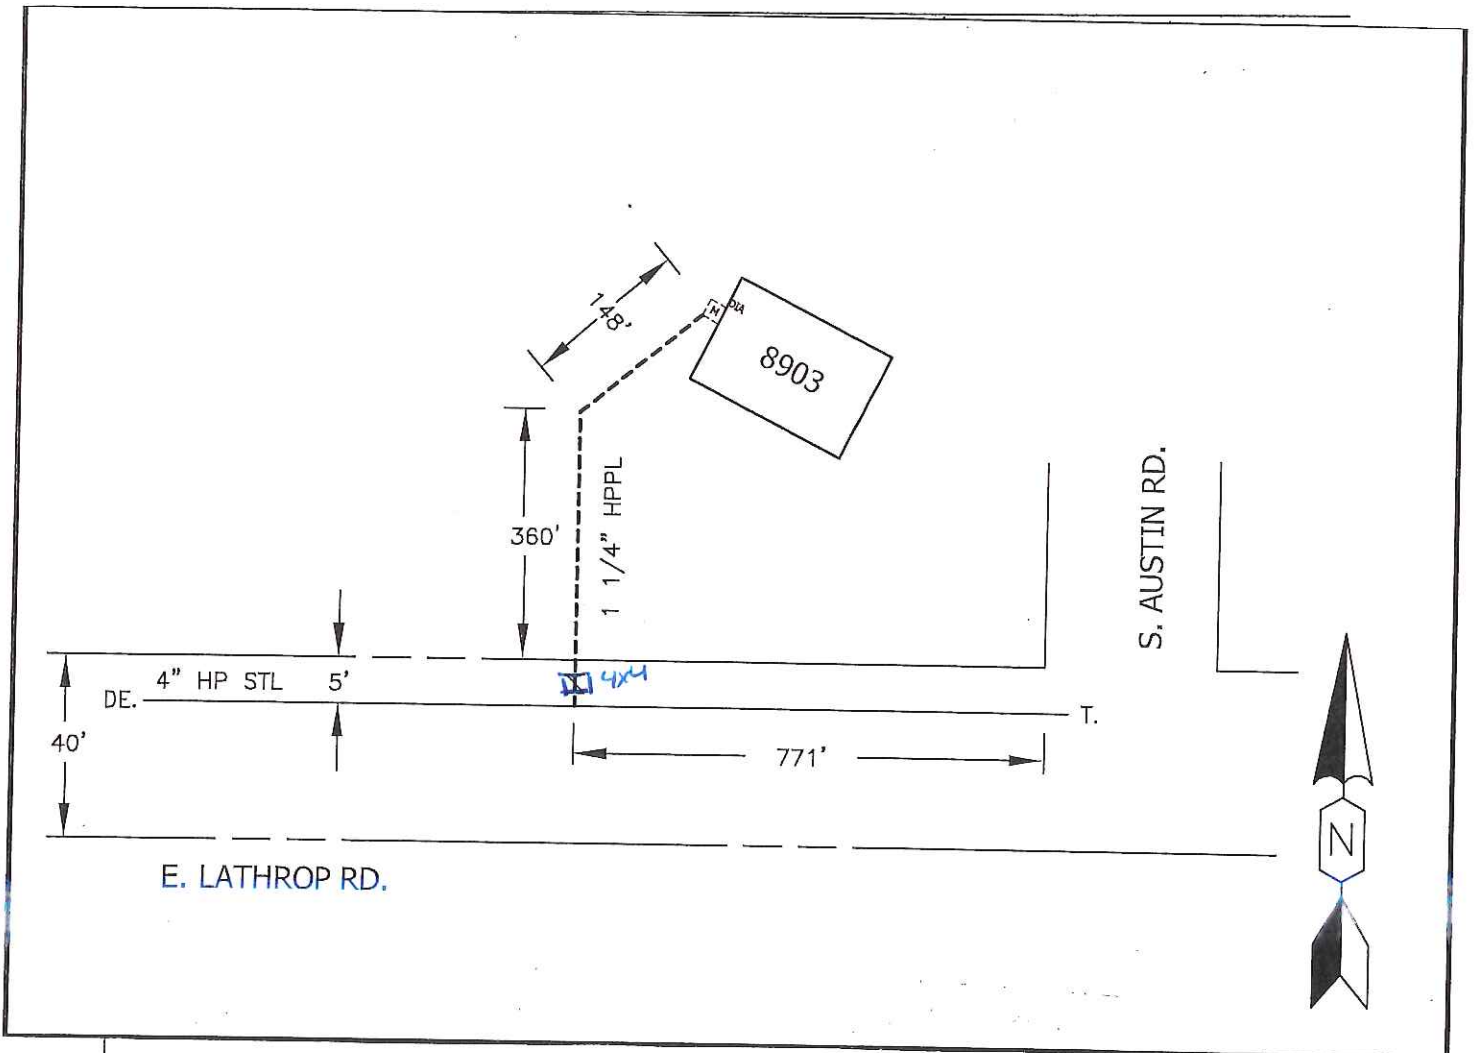 148'
M
DIA
8903
360'
1 1/4" HPPL
S. AUSTIN RD.
4" HP STL 5'
4x4
DE.
T.
40'
771'
N
E. LATHROP RD.